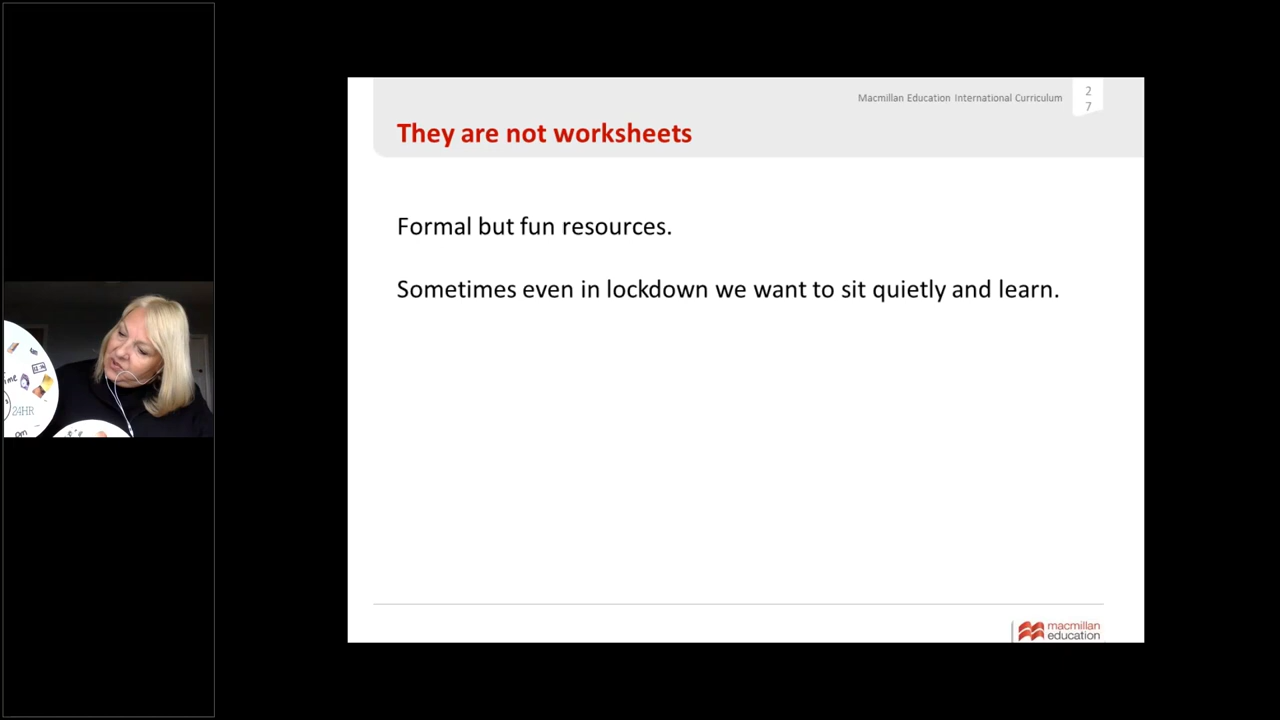 Macmillan Education International Curriculum
2
7
They are not worksheets
Formal but fun resources.
Sometimes even in lockdown we want to sit quietly and learn.
24HR
macmillan
education